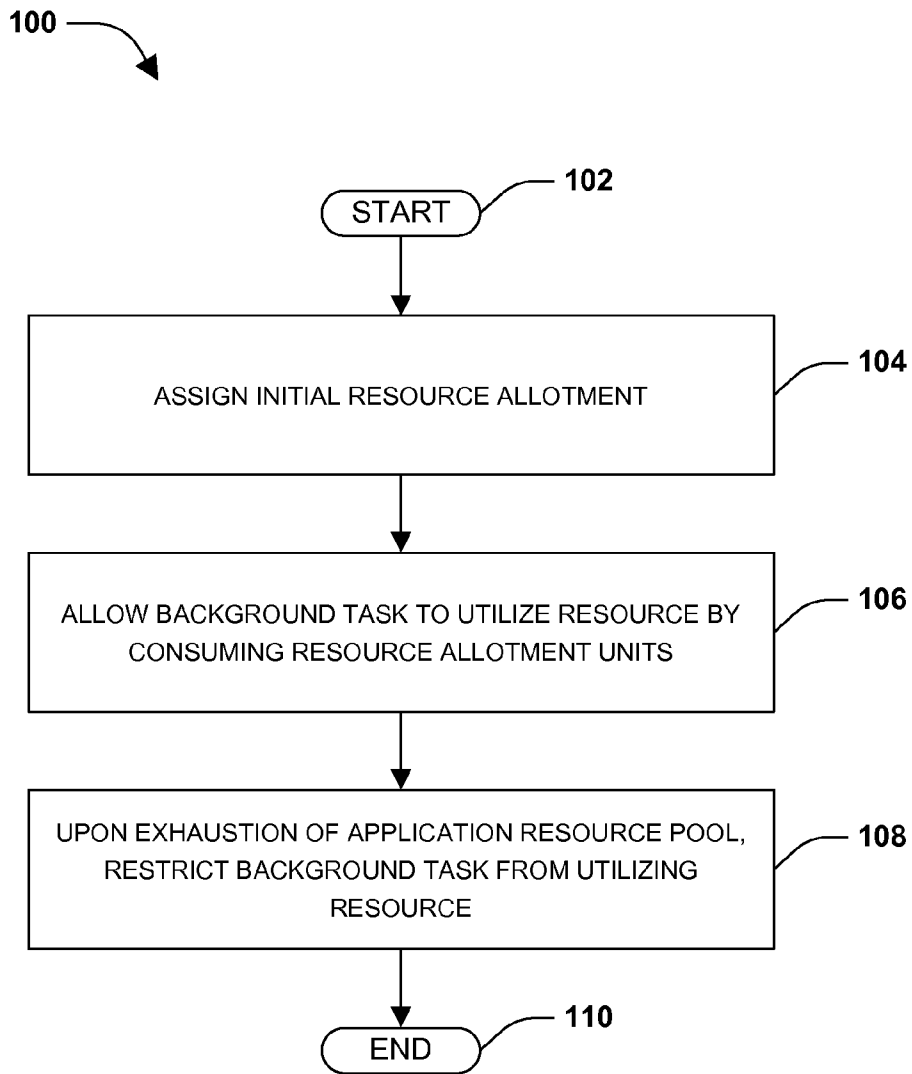 100
102
START
104
ASSIGN INITIAL RESOURCE ALLOTMENT
106
ALLOW BACKGROUND TASK TO UTILIZE RESOURCE BY
CONSUMING RESOURCE ALLOTMENT UNITS
108
UPON EXHAUSTION OF APPLICATION RESOURCE POOL,
RESTRICT BACKGROUND TASK FROM UTILIZING
RESOURCE
110
END